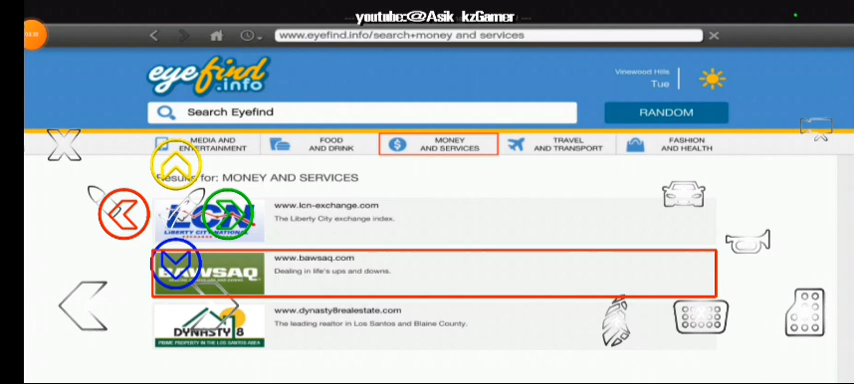 youtube:@Asik kzGamer
www.eyefind.info/search+money and services
eyefind
.info
Vinewood Hills
Tue
Search Eyefind
RANDOM
MEDIA AND
ENTERTAINMENT
FOOD
AND DRINK
MONEY
AND SERVICES
TRAVEL
AND TRANSPORT
FASHION
AND HEALTH
Results for: MONEY AND SERVICES
www.lcn-exchange.com
The Liberty City exchange index.
LCN
LIBERTY CITY NATIONAL
EXCHANGE
www.bawsaq.com
Dealing in life's ups and downs.
BAWSAQ
www.dynasty8realestate.com
The leading realtor in Los Santos and Blaine County.
DYNASTY 8
PRIME PROPERTY IN THE LOS SANTOS AREA